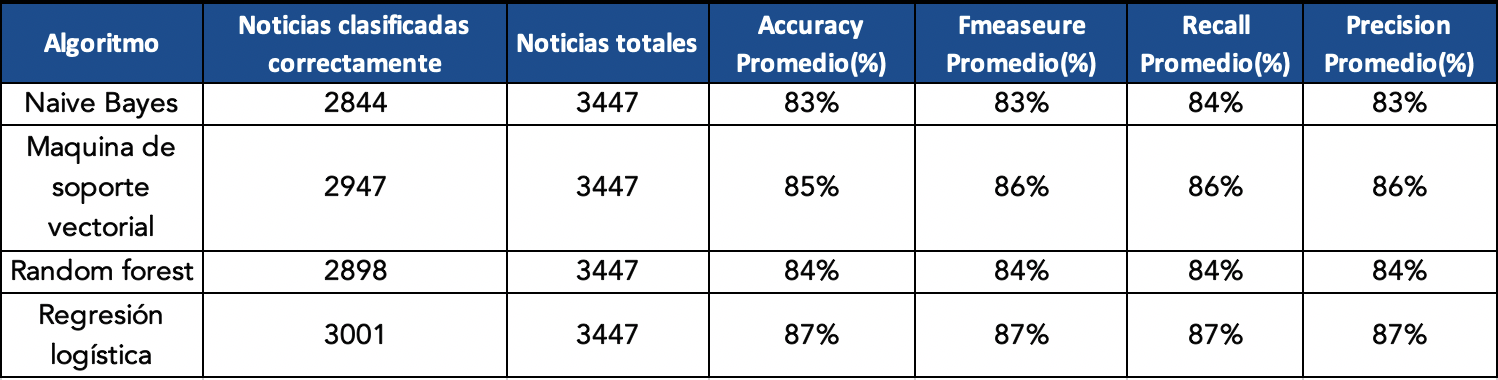 Algoritmo Noticias clasificadas correctamente Noticias totales Accuracy Promedio(%) Fmeaseure Promedio(%) Recall Promedio(%) Precision Promedio(%)
Naive Bayes 2844 3447 83% 83% 84% 83%
Maquina de soporte vectorial 2947 3447 85% 86% 86% 86%
Random forest 2898 3447 84% 84% 84% 84%
Regresión logística 3001 3447 87% 87% 87% 87%